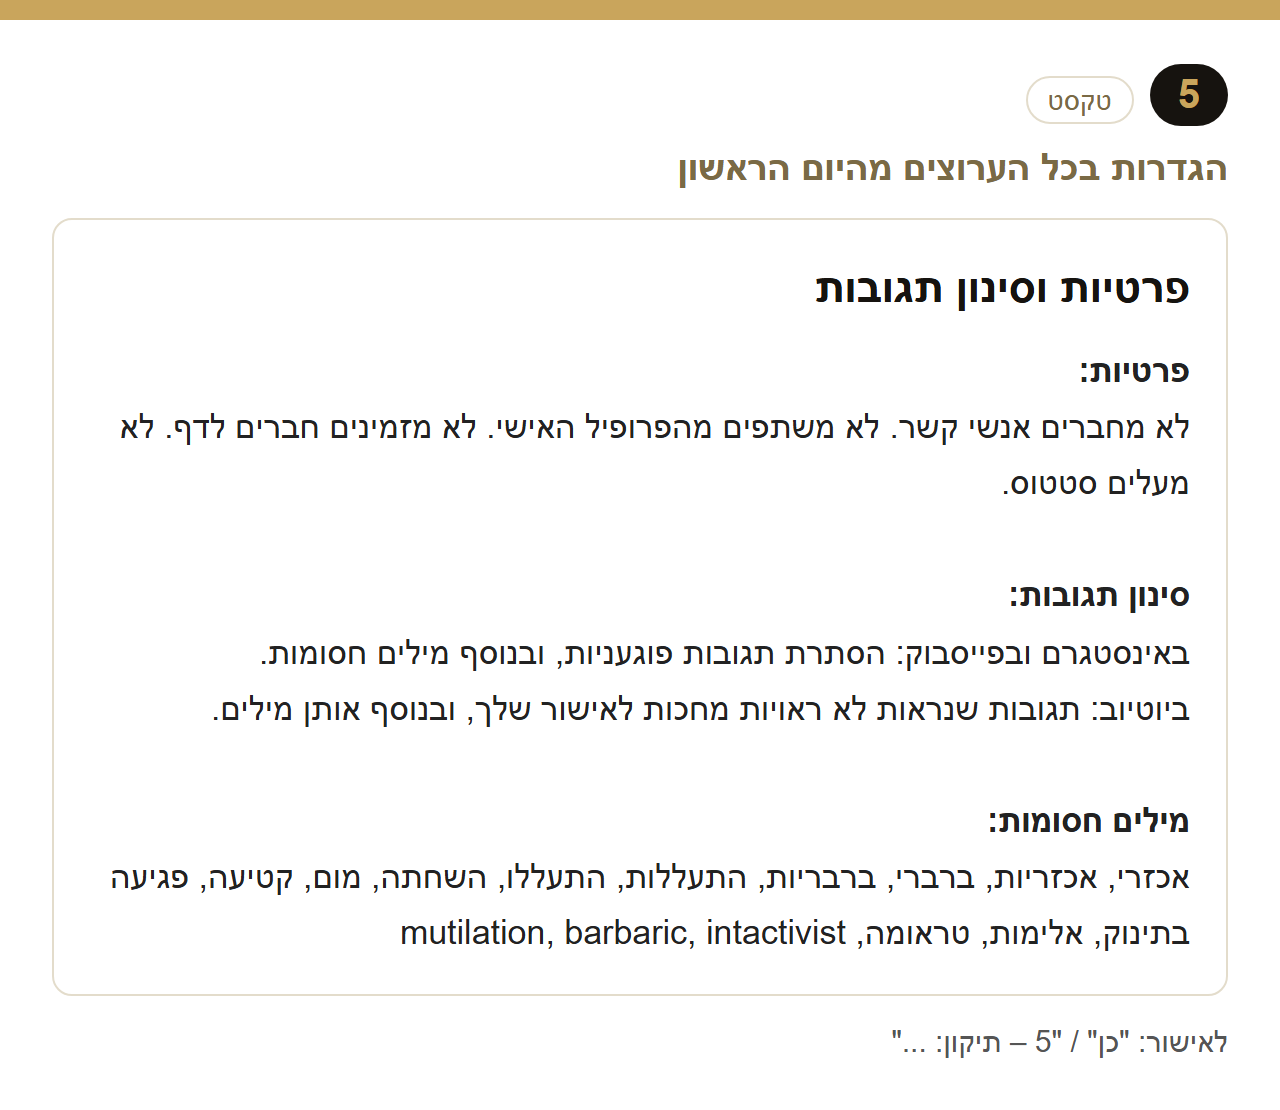 5
טקסט
הגדרות בכל הערוצים מהיום הראשון
פרטיות וסינון תגובות
פרטיות:
לא מחברים אנשי קשר. לא משתפים מהפרופיל האישי. לא מזמינים חברים לדף. לא
מעלים סטטוס.
סינון תגובות:
באינסטגרם ובפייסבוק: הסתרת תגובות פוגעניות, ובנוסף מילים חסומות.
ביוטיוב: תגובות שנראות לא ראויות מחכות לאישור שלך, ובנוסף אותן מילים.
מילים חסומות:
אכזרי, אכזריות, ברברי, ברבריות, התעללות, התעללו, השחתה, מום, קטיעה, פגיעה
בתינוק, אלימות, טראומה, mutilation, barbaric, intactivist
לאישור: "כן" / "5 – תיקון: ..."